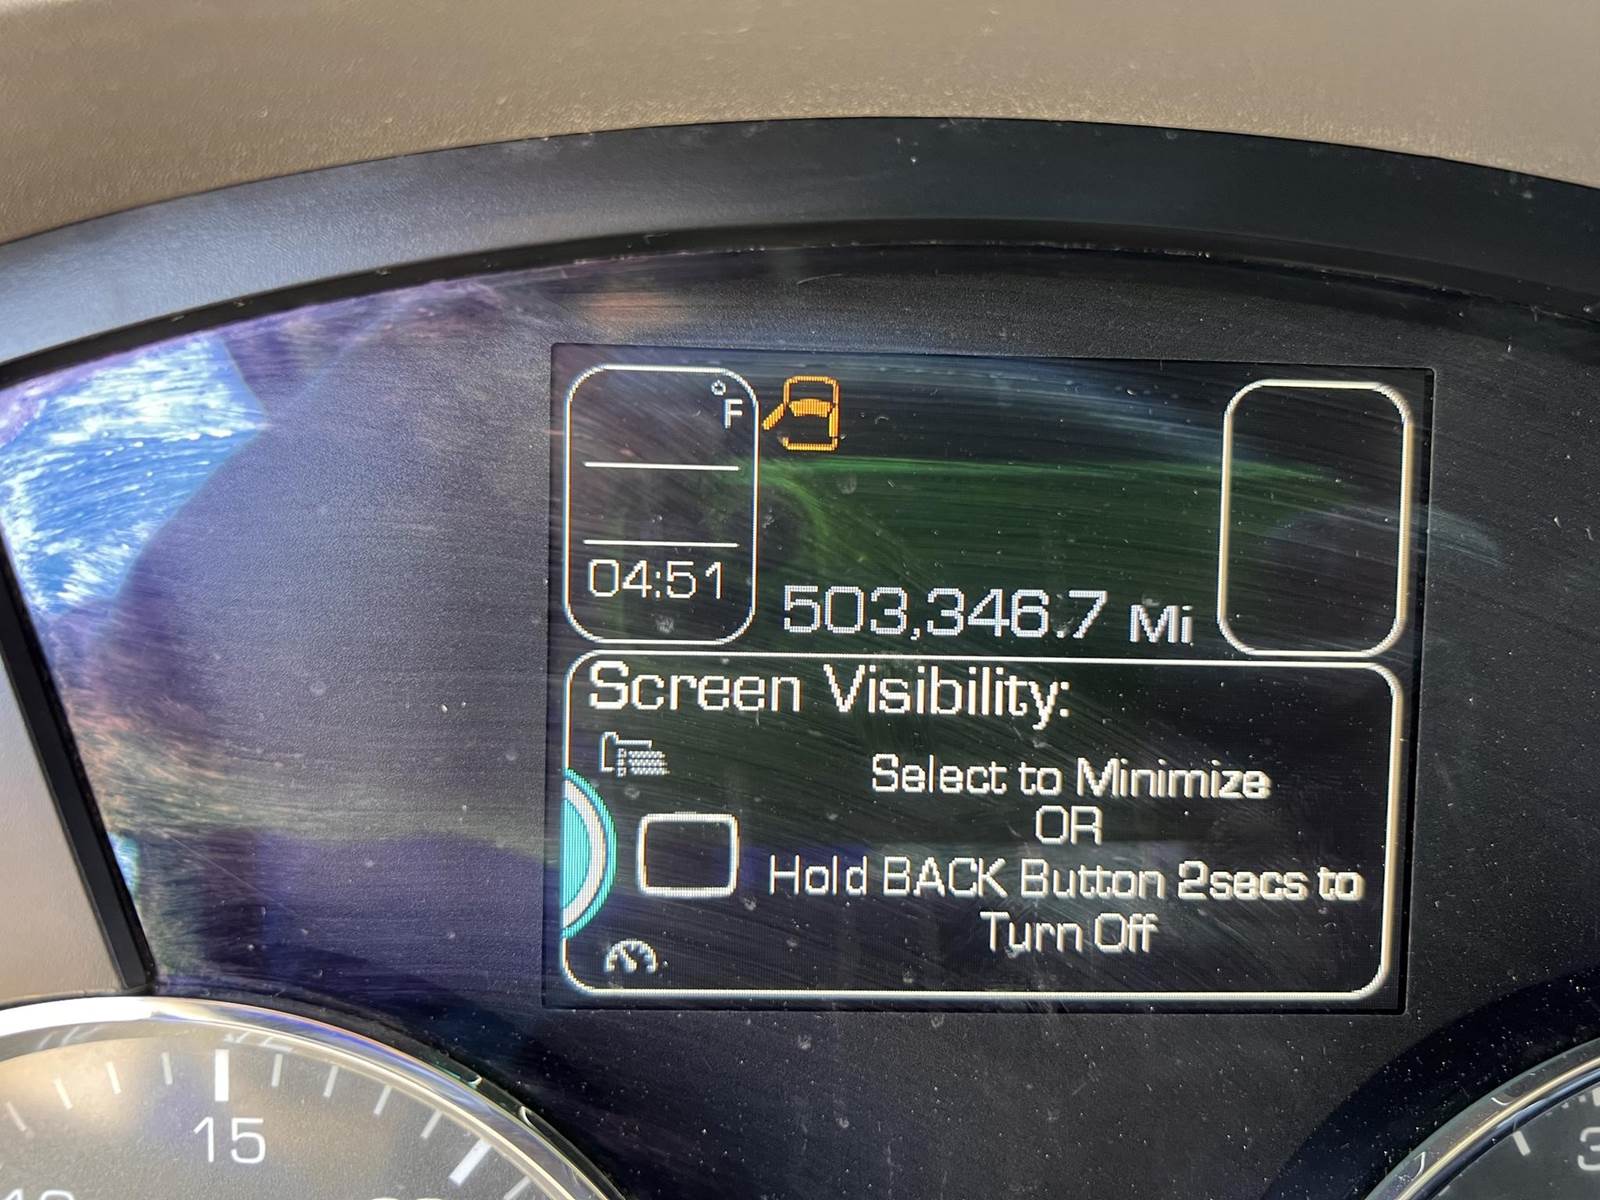 °F
04:51
503,346.7 Mi
Screen Visibility:
Select to Minimize
OR
Hold BACK Button 2secs to
Turn Off
15